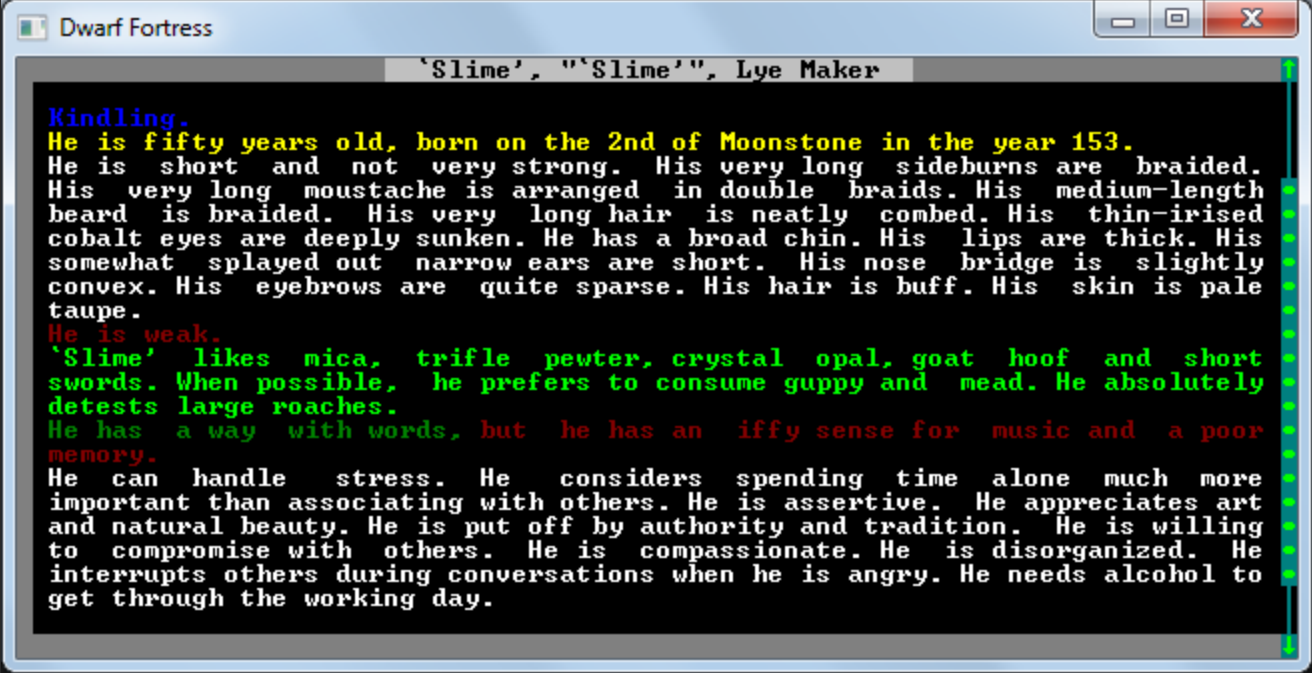 Dwarf Fortress
`Slime', "`Slime'", Lye Maker
Kindling.
He is fifty years old, born on the 2nd of Moonstone in the year 153.
He is short and not very strong. His very long sideburns are braided.
His very long moustache is arranged in double braids. His medium-length
beard is braided. His very long hair is neatly combed. His thin-irised
cobalt eyes are deeply sunken. He has a broad chin. His lips are thick. His
somewhat splayed out narrow ears are short. His nose bridge is slightly
convex. His eyebrows are quite sparse. His hair is buff. His skin is pale
taupe.
He is weak.
`Slime' likes mica, trifle pewter, crystal opal, goat hoof and short
swords. When possible, he prefers to consume guppy and mead. He absolutely
detests large roaches.
He has a way with words, but he has an iffy sense for music and a poor
memory.
He can handle stress. He considers spending time alone much more
important than associating with others. He is assertive. He appreciates art
and natural beauty. He is put off by authority and tradition. He is willing
to compromise with others. He is compassionate. He is disorganized. He
interrupts others during conversations when he is angry. He needs alcohol to
get through the working day.